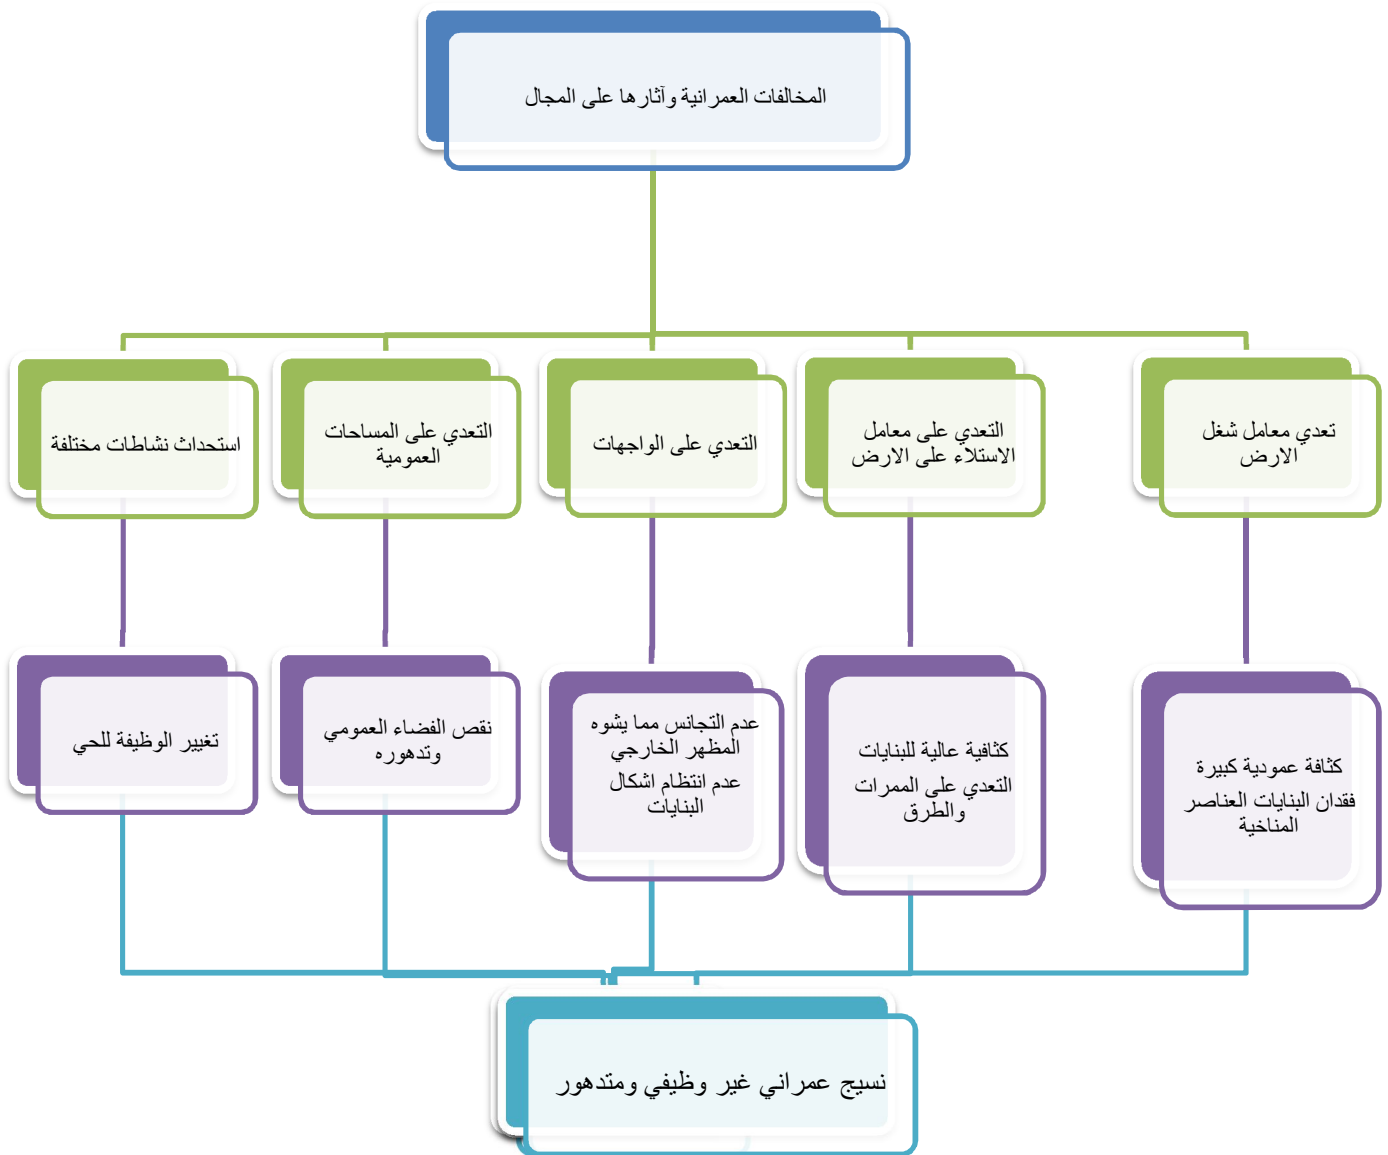 المخالفات العمرانية وآثارها على المجال
تعدي معامل شغل
الارض
التعدي على معامل
الاستلاء على الارض
التعدي على الواجهات
التعدي على المساحات
العمومية
استحداث نشاطات مختلفة
كثافة عمودية كبيرة
فقدان البنايات العناصر
المناخية
كثافية عالية للبنايات
التعدي على الممرات
والطرق
عدم التجانس مما يشوه
المظهر الخارجي
عدم انتظام اشكال
البنايات
نقص الفضاء العمومي
وتدهوره
تغيير الوظيفة للحي
نسيج عمراني غير وظيفي ومتدهور